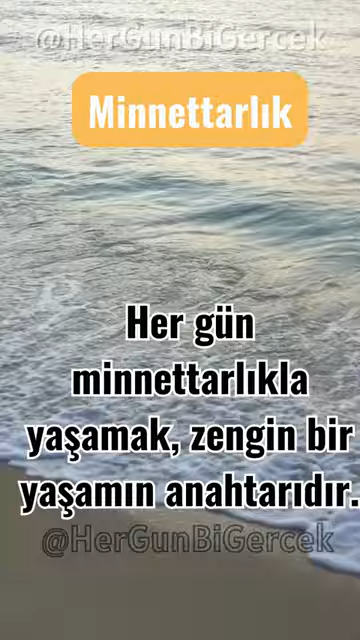 @HerGunBiGercek
Minnettarlık
Her gün
minnettarlıkla
yaşamak, zengin bir
yaşamın anahtarıdır.
@HerGunBiGercek